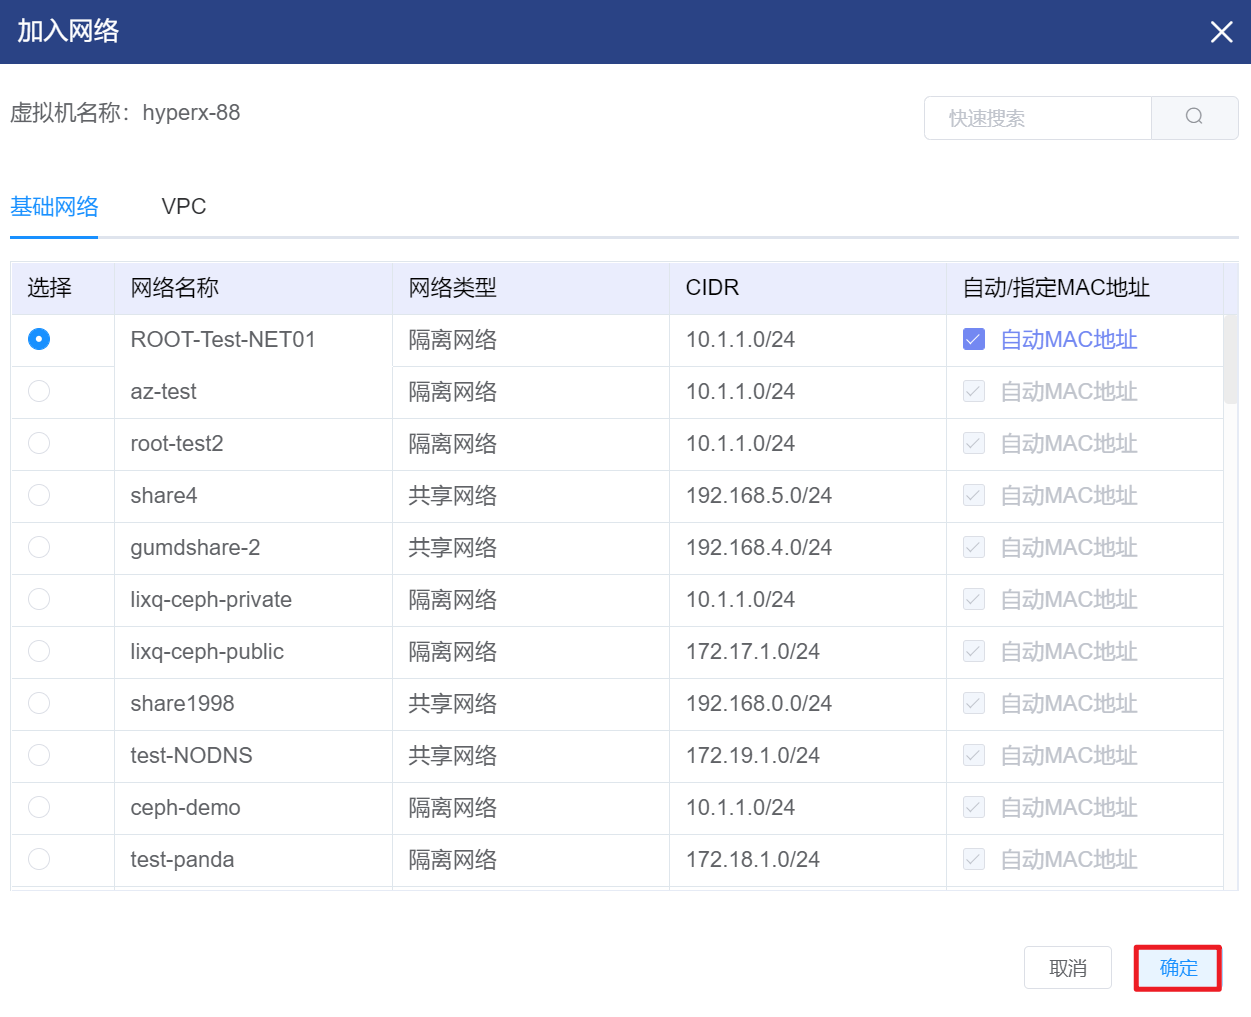 加入网络
虚拟机名称：hyperx-88
快速搜索
基础网络 VPC
选择 网络名称 网络类型 CIDR 自动/指定MAC地址
ROOT-Test-NET01 隔离网络 10.1.1.0/24 自动MAC地址
az-test 隔离网络 10.1.1.0/24 自动MAC地址
root-test2 隔离网络 10.1.1.0/24 自动MAC地址
share4 共享网络 192.168.5.0/24 自动MAC地址
gumdshare-2 共享网络 192.168.4.0/24 自动MAC地址
lixq-ceph-private 隔离网络 10.1.1.0/24 自动MAC地址
lixq-ceph-public 隔离网络 172.17.1.0/24 自动MAC地址
share1998 共享网络 192.168.0.0/24 自动MAC地址
test-NODNS 共享网络 172.19.1.0/24 自动MAC地址
ceph-demo 隔离网络 10.1.1.0/24 自动MAC地址
test-panda 隔离网络 172.18.1.0/24 自动MAC地址
取消 确定